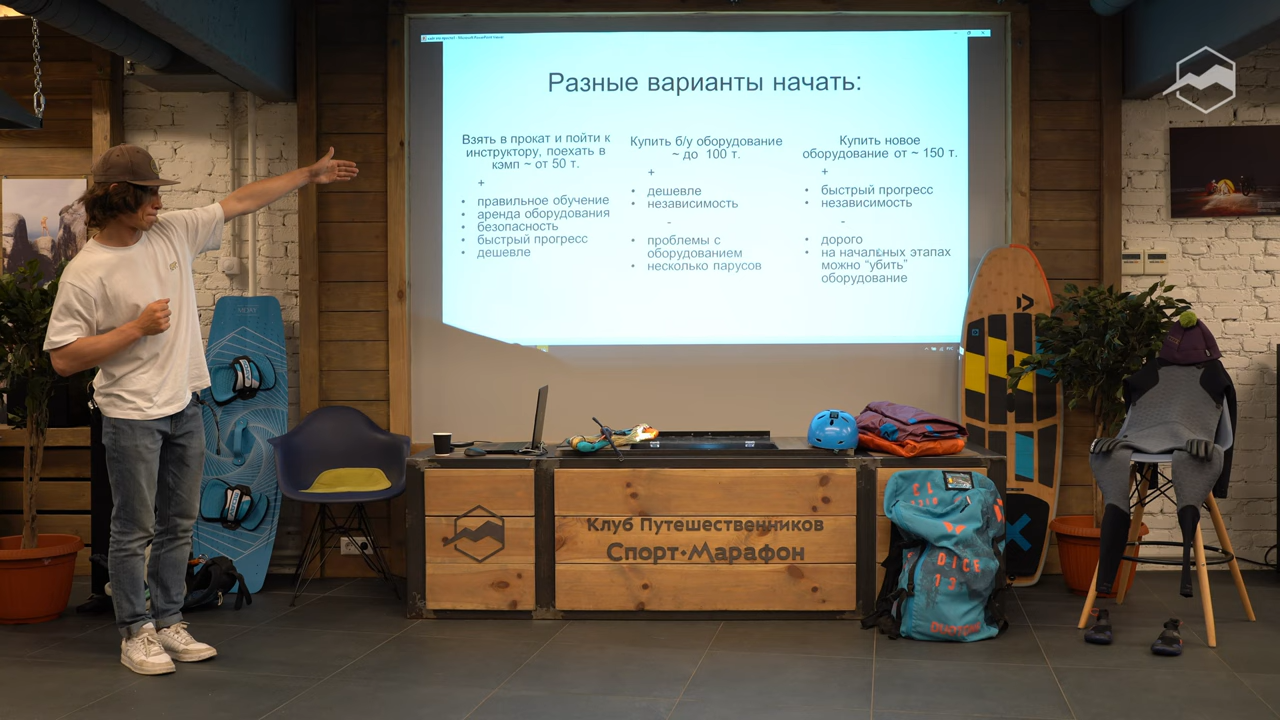 Разные варианты начать:
Взять в прокат и пойти к
инструктору, поехать в
кэмп ~ от 50 т.
+
• правильное обучение
• аренда оборудования
• безопасность
• быстрый прогресс
• дешевле
Купить б/у оборудование
~ до 100 т.
+
• дешевле
• независимость
-
• проблемы с
оборудованием
• несколько парусов
Купить новое
оборудование от ~ 150 т.
+
• быстрый прогресс
• независимость
-
• дорого
• на начальных этапах
можно "убить"
оборудование
Клуб Путешественников
Спорт-Марафон
DICE
13
DUOTONE